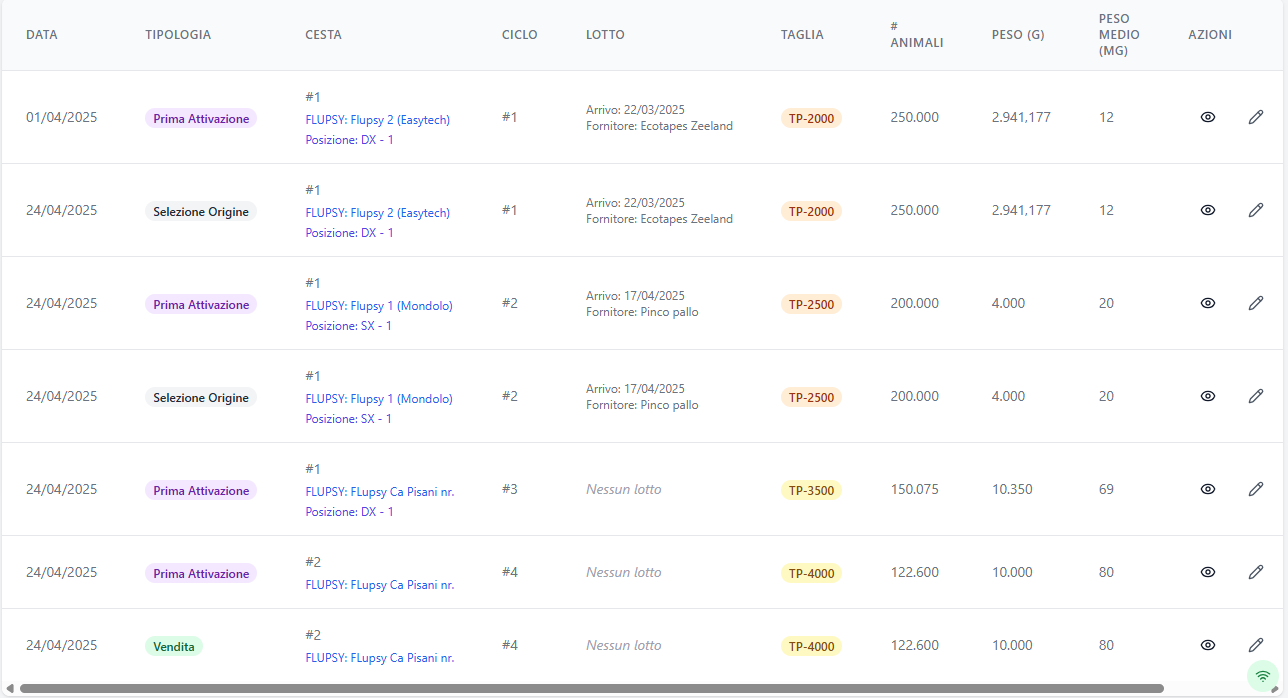 DATA TIPOLOGIA CESTA CICLO LOTTO TAGLIA # ANIMALI PESO (G) PESO MEDIO (MG) AZIONI
#1
01/04/2025 Prima Attivazione FLUPSY: Flupsy 2 (Easytech) #1 Arrivo: 22/03/2025 TP-2000 250.000 2.941,177 12
Posizione: DX - 1 Fornitore: Ecotapes Zeeland
#1
24/04/2025 Selezione Origine FLUPSY: Flupsy 2 (Easytech) #1 Arrivo: 22/03/2025 TP-2000 250.000 2.941,177 12
Posizione: DX - 1 Fornitore: Ecotapes Zeeland
#1
24/04/2025 Prima Attivazione FLUPSY: Flupsy 1 (Mondolo) #2 Arrivo: 17/04/2025 TP-2500 200.000 4.000 20
Posizione: SX - 1 Fornitore: Pinco pallo
#1
24/04/2025 Selezione Origine FLUPSY: Flupsy 1 (Mondolo) #2 Arrivo: 17/04/2025 TP-2500 200.000 4.000 20
Posizione: SX - 1 Fornitore: Pinco pallo
#1
24/04/2025 Prima Attivazione FLUPSY: FLupsy Ca Pisani nr. #3 Nessun lotto TP-3500 150.075 10.350 69
Posizione: DX - 1
#2
24/04/2025 Prima Attivazione FLUPSY: FLupsy Ca Pisani nr. #4 Nessun lotto TP-4000 122.600 10.000 80
#2
24/04/2025 Vendita FLUPSY: FLupsy Ca Pisani nr. #4 Nessun lotto TP-4000 122.600 10.000 80